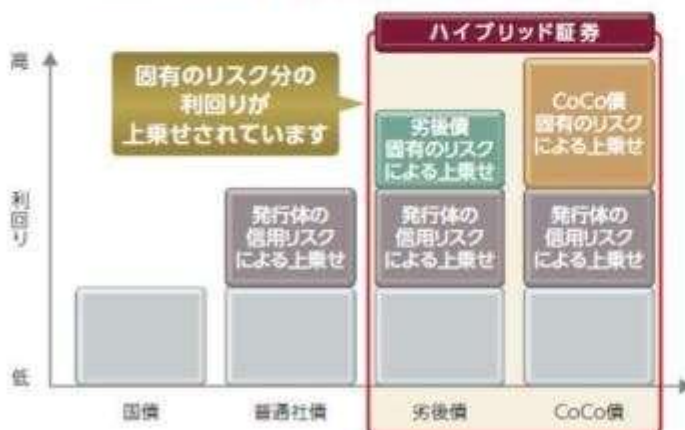 ハイブリッド証券
高
固有のリスク分の
利回りが
上乗せされています
劣後債
固有のリスク
による上乗せ
CoCo債
固有のリスク
による上乗せ
利回り
発行体の
信用リスク
による上乗せ
発行体の
信用リスク
による上乗せ
発行体の
信用リスク
による上乗せ
低
国債
普通社債
劣後債
CoCo債